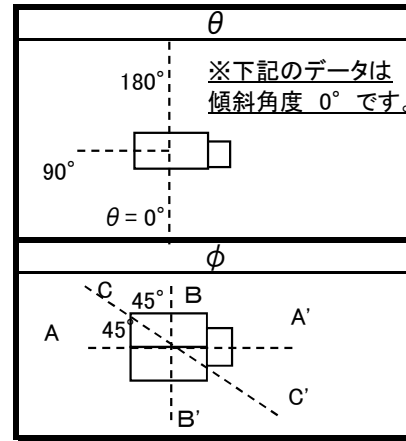 θ
180°
※下記のデータは
傾斜角度 0° です。
90°
θ= 0°
φ
C
45°
B
A
45°
A'
C'
B'